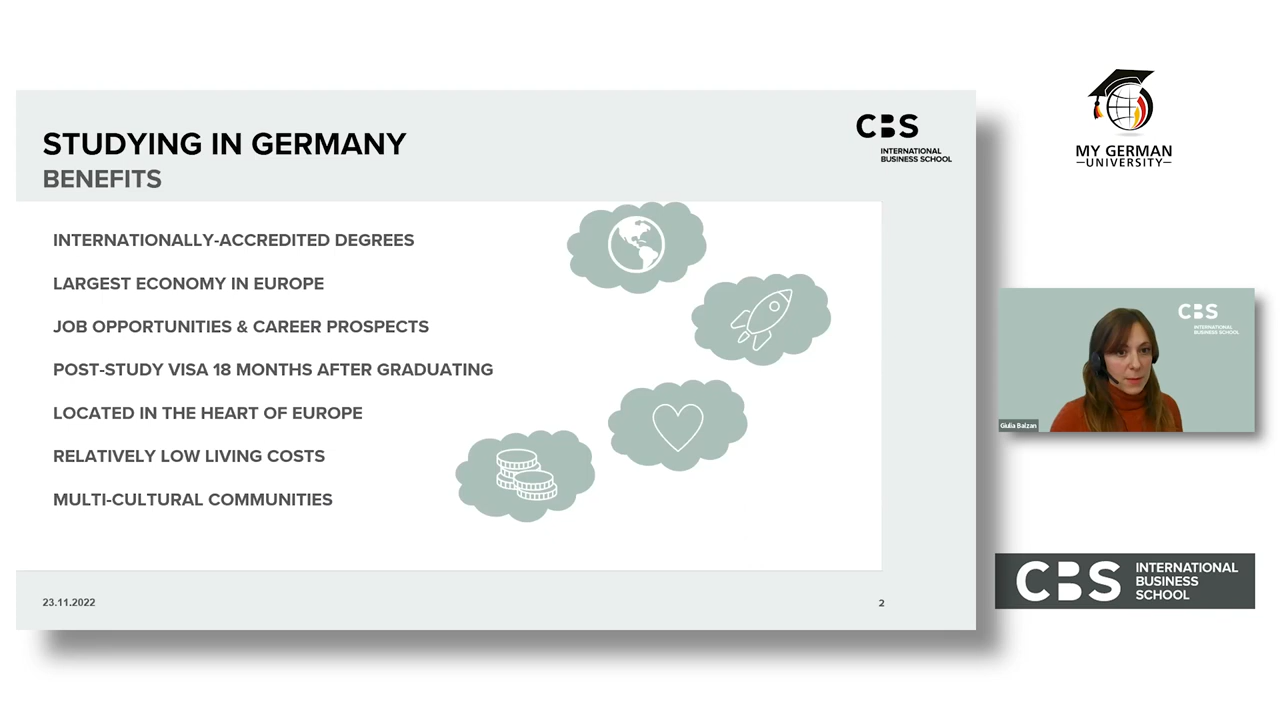 STUDYING IN GERMANY
BENEFITS
CBS
INTERNATIONAL
BUSINESS SCHOOL
INTERNATIONALLY-ACCREDITED DEGREES
LARGEST ECONOMY IN EUROPE
JOB OPPORTUNITIES & CAREER PROSPECTS
POST-STUDY VISA 18 MONTHS AFTER GRADUATING
LOCATED IN THE HEART OF EUROPE
RELATIVELY LOW LIVING COSTS
MULTI-CULTURAL COMMUNITIES
23.11.2022
2
MY GERMAN
UNIVERSITY
CBS
INTERNATIONAL
BUSINESS SCHOOL
Giulia Balzan
CBS
INTERNATIONAL
BUSINESS
SCHOOL